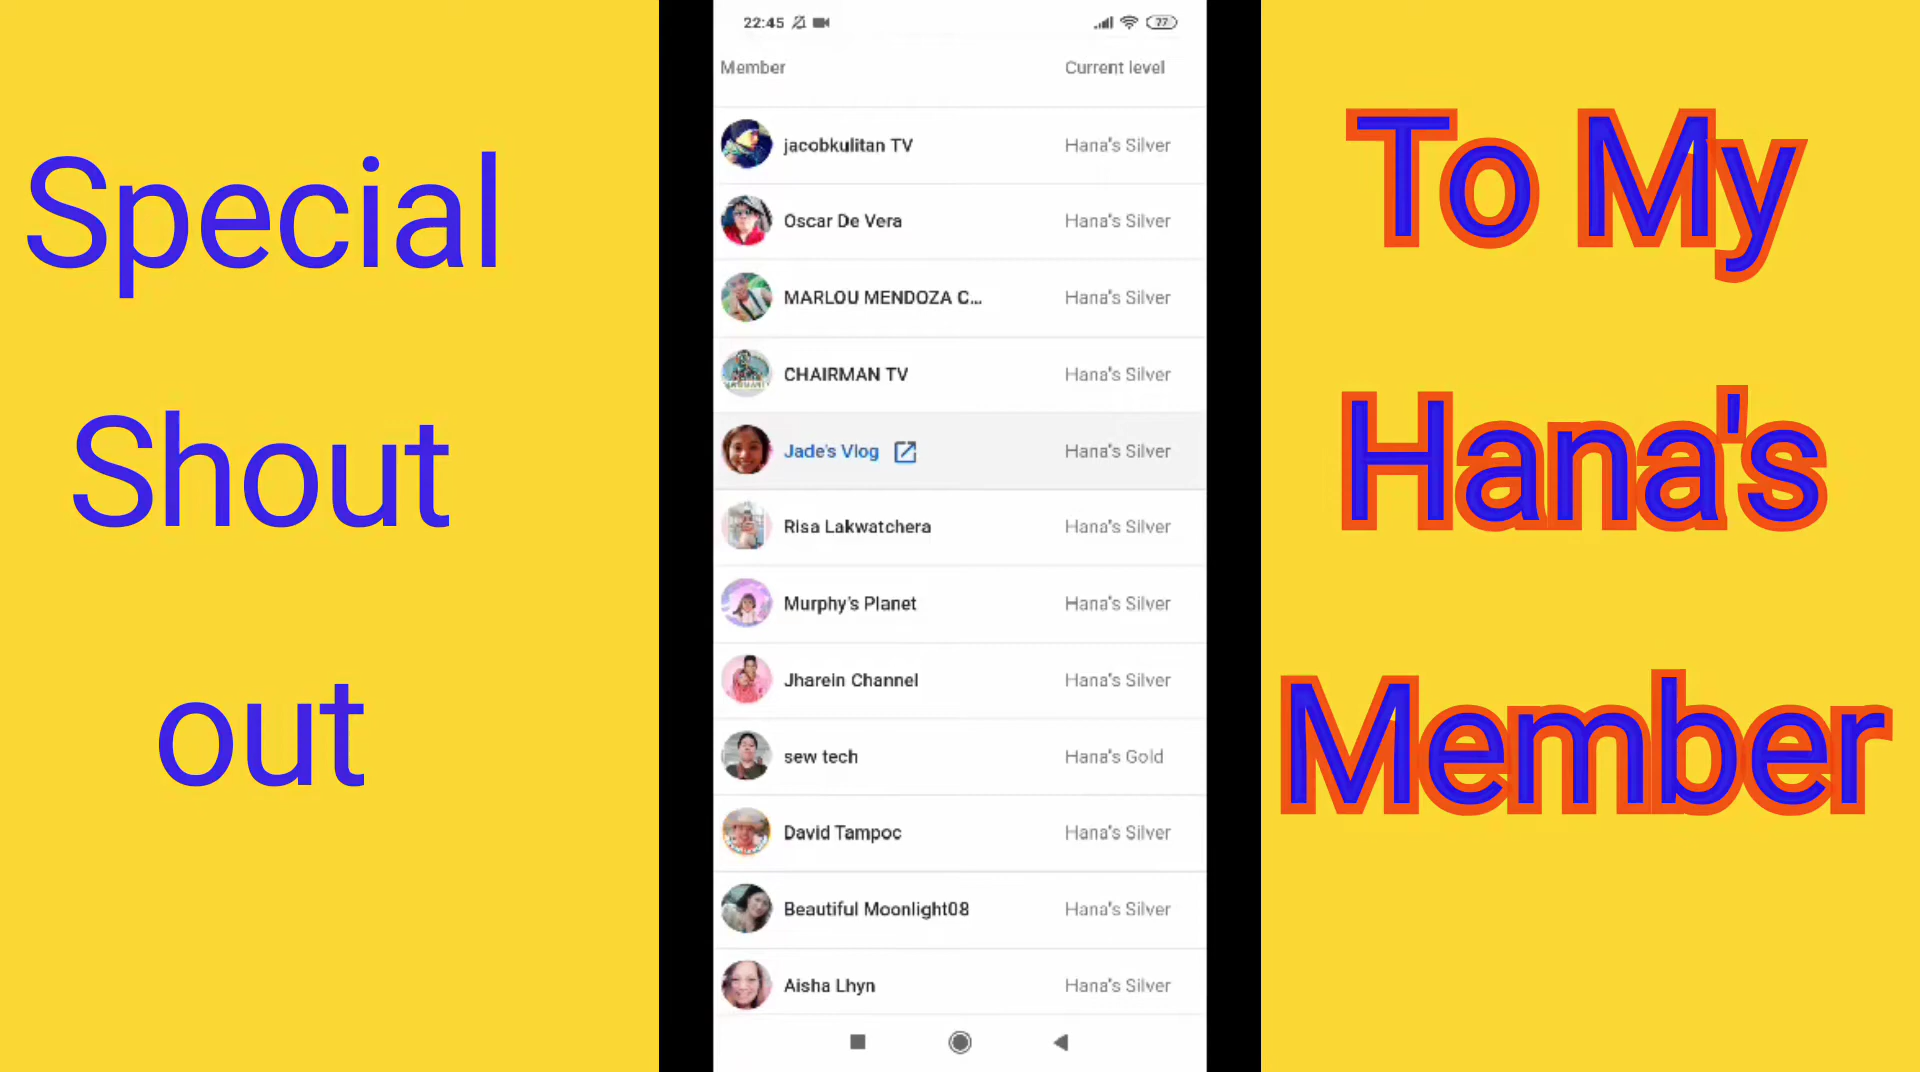 Special
Shout
out
22:45
77
Member Current level
jacobkulitan TV Hana's Silver
Oscar De Vera Hana's Silver
MARLOU MENDOZA C... Hana's Silver
CHAIRMAN TV Hana's Silver
Jade's Vlog Hana's Silver
Risa Lakwatchera Hana's Silver
Murphy's Planet Hana's Silver
Jharein Channel Hana's Silver
sew tech Hana's Gold
David Tampoc Hana's Silver
Beautiful Moonlight08 Hana's Silver
Aisha Lhyn Hana's Silver
To My
Hana's
Member